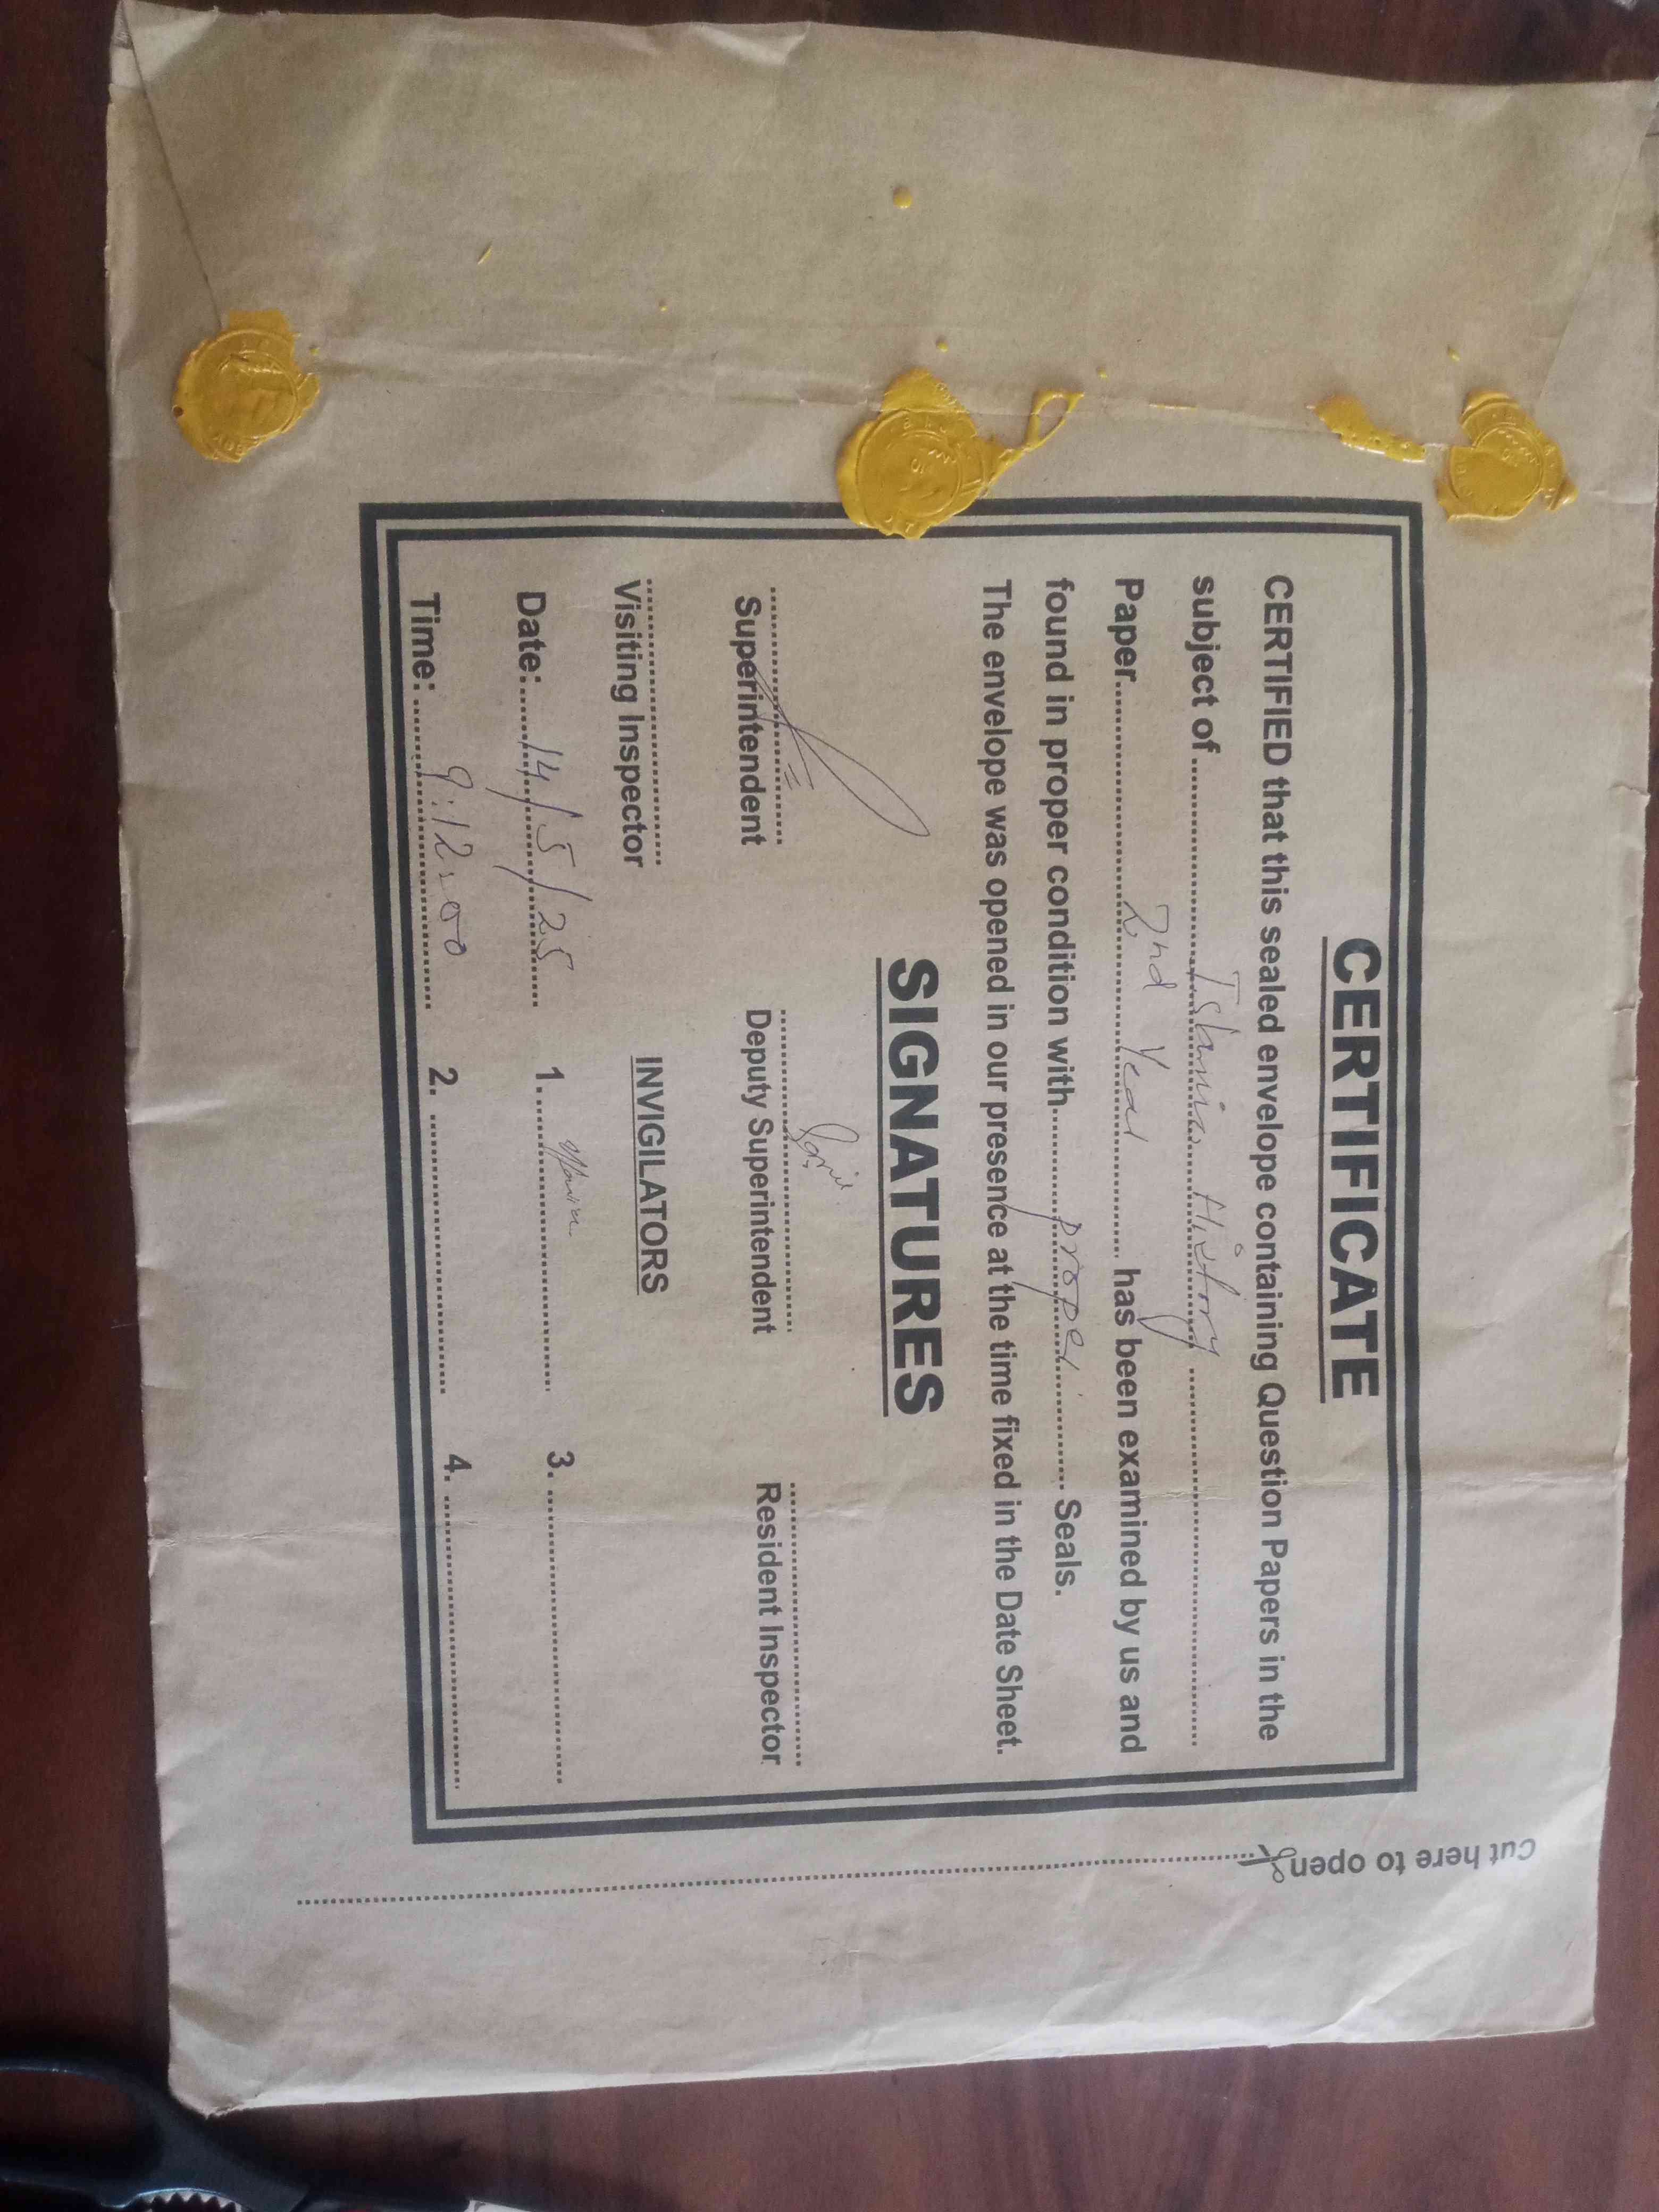 CERTIFICATE
CERTIFIED that this sealed envelope containing Question Papers in the
subject of Islamic History
Paper 2nd Year has been examined by us and
found in proper condition with proper Seals.
The envelope was opened in our presence at the time fixed in the Date Sheet.
SIGNATURES
Superintendent Deputy Superintendent Resident Inspector
Visiting Inspector INVIGILATORS
Date: 14/5/25 1. 3.
Time: 9:12:00 2. 4.
Cut here to open